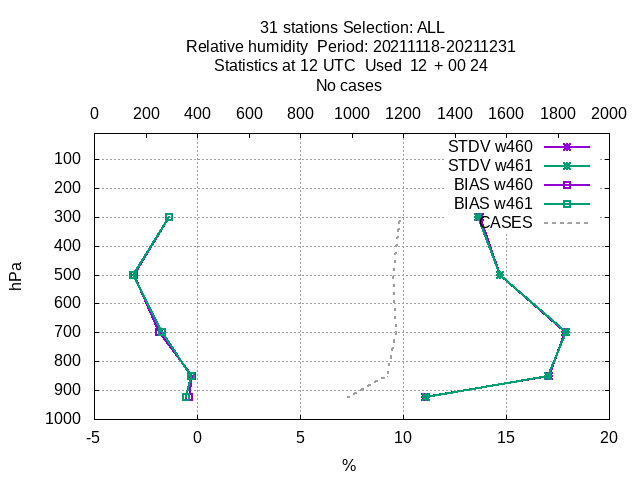 31 stations Selection: ALL
Relative humidity  Period: 20211118-20211231
Statistics at 12 UTC  Used  12  + 00 24
No cases
0 200 400 600 800 1000 1200 1400 1600 1800 2000
STDV w460
STDV w461
BIAS w460
BIAS w461
CASES
100
200
300
400
500
600
700
800
900
1000
hPa
-5 0 5 10 15 20
%